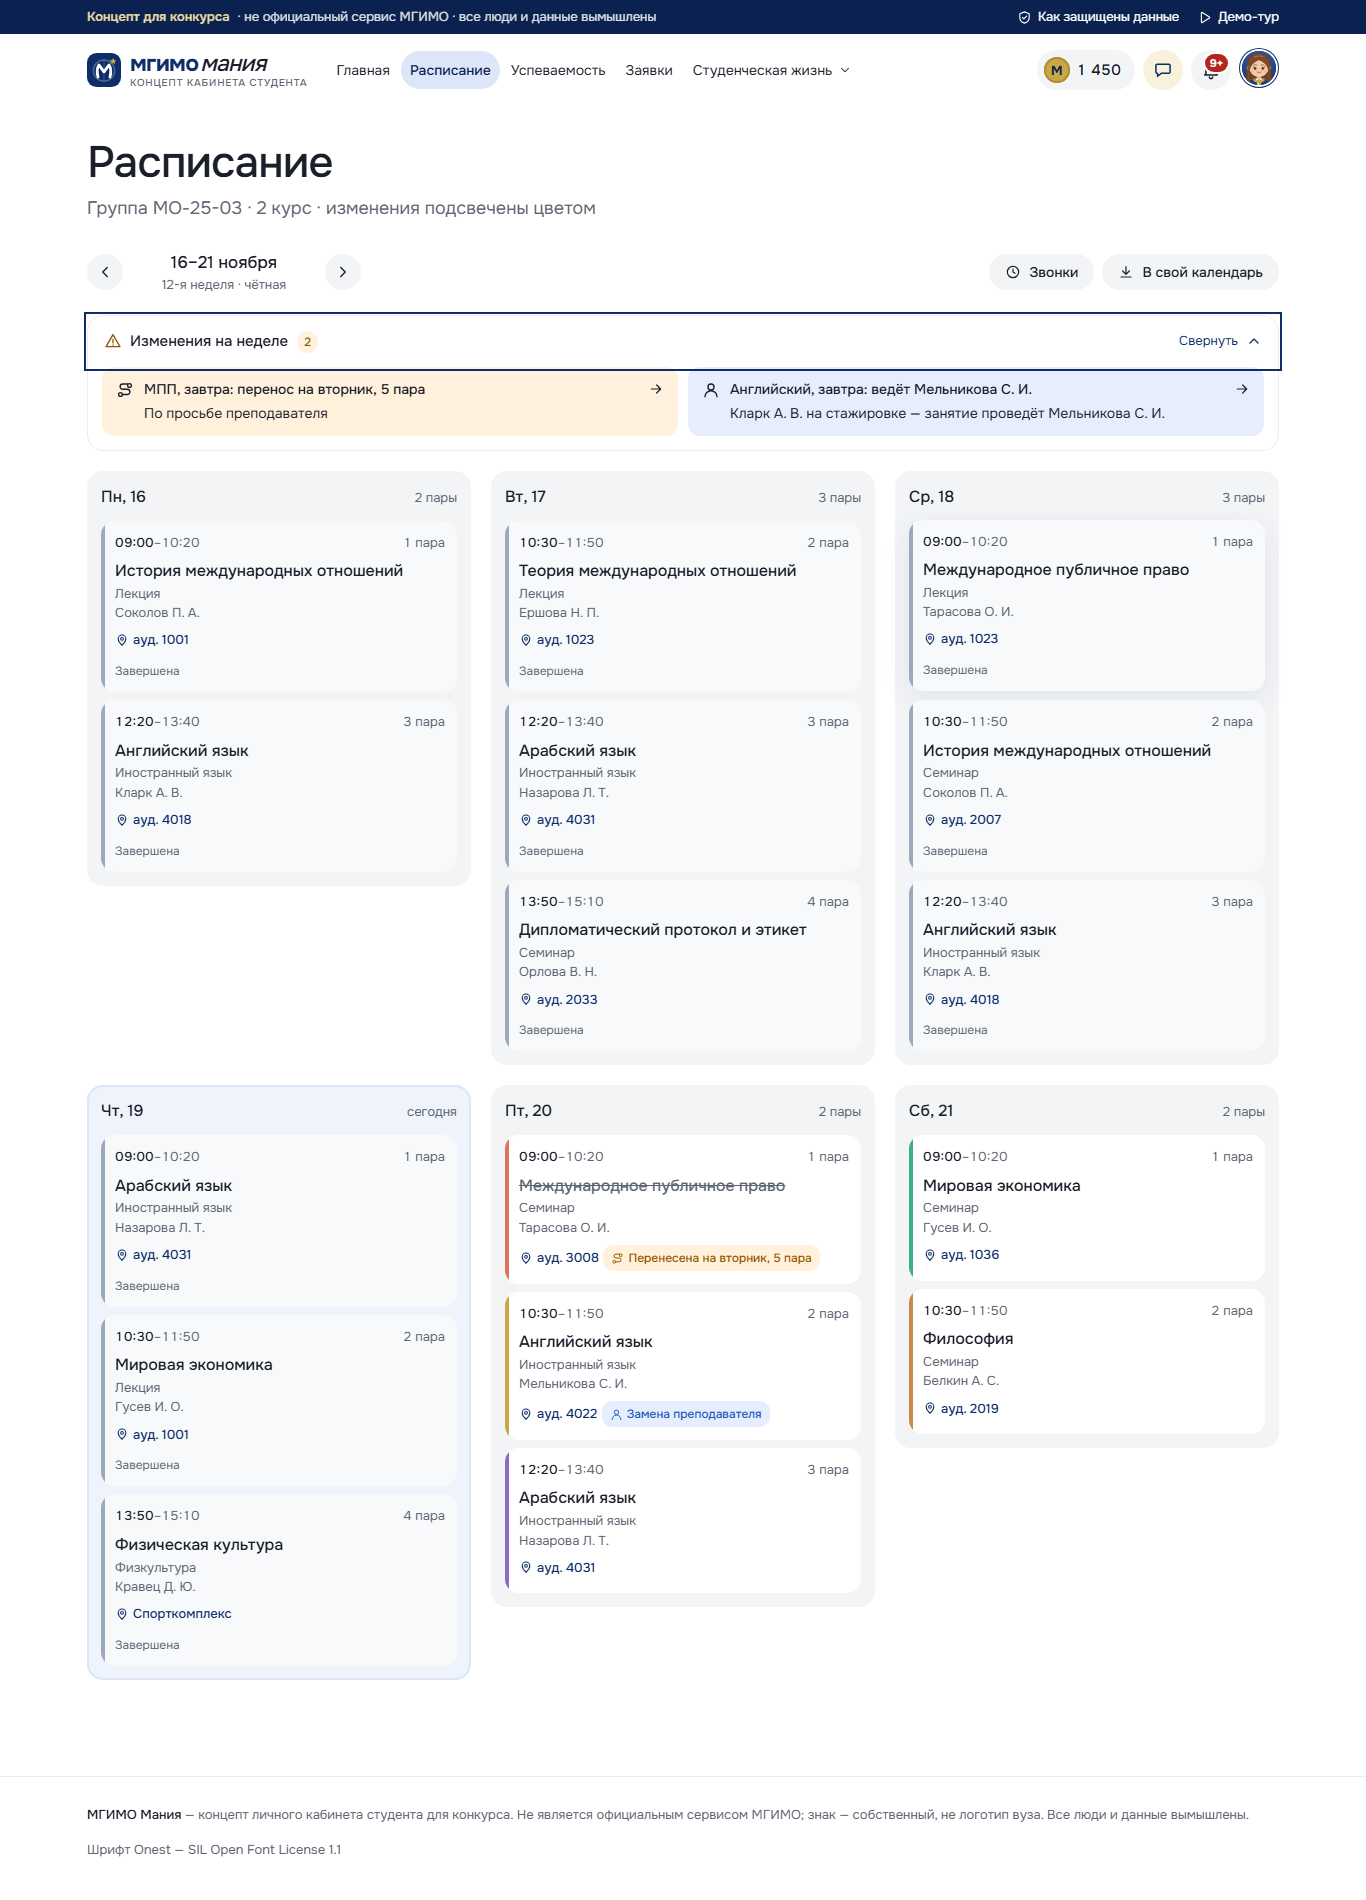 Концепт для конкурса · не официальный сервис МГИМО · все люди и данные вымышлены
Как защищены данные
Демо-тур
МГИМО Мания
КОНЦЕПТ КАБИНЕТА СТУДЕНТА
Главная
Расписание
Успеваемость
Заявки
Студенческая жизнь
M 1 450
9+
Расписание
Группа МО-25-03 · 2 курс · изменения подсвечены цветом
16–21 ноября
12-я неделя · чётная
Звонки
В свой календарь
Изменения на неделе 2
Свернуть
МПП, завтра: перенос на вторник, 5 пара
По просьбе преподавателя
Английский, завтра: ведёт Мельникова С. И.
Кларк А. В. на стажировке — занятие проведёт Мельникова С. И.
Пн, 16
2 пары
09:00–10:20
1 пара
История международных отношений
Лекция
Соколов П. А.
ауд. 1001
Завершена
12:20–13:40
3 пара
Английский язык
Иностранный язык
Кларк А. В.
ауд. 4018
Завершена
Вт, 17
3 пары
10:30–11:50
2 пара
Теория международных отношений
Лекция
Ершова Н. П.
ауд. 1023
Завершена
12:20–13:40
3 пара
Арабский язык
Иностранный язык
Назарова Л. Т.
ауд. 4031
Завершена
13:50–15:10
4 пара
Дипломатический протокол и этикет
Семинар
Орлова В. Н.
ауд. 2033
Завершена
Ср, 18
3 пары
09:00–10:20
1 пара
Международное публичное право
Лекция
Тарасова О. И.
ауд. 1023
Завершена
10:30–11:50
2 пара
История международных отношений
Семинар
Соколов П. А.
ауд. 2007
Завершена
12:20–13:40
3 пара
Английский язык
Иностранный язык
Кларк А. В.
ауд. 4018
Завершена
Чт, 19
сегодня
09:00–10:20
1 пара
Арабский язык
Иностранный язык
Назарова Л. Т.
ауд. 4031
Завершена
10:30–11:50
2 пара
Мировая экономика
Лекция
Гусев И. О.
ауд. 1001
Завершена
13:50–15:10
4 пара
Физическая культура
Физкультура
Кравец Д. Ю.
Спорткомплекс
Завершена
Пт, 20
2 пары
09:00–10:20
1 пара
Международное публичное право
Семинар
Тарасова О. И.
ауд. 3008
Перенесена на вторник, 5 пара
10:30–11:50
2 пара
Английский язык
Иностранный язык
Мельникова С. И.
ауд. 4022
Замена преподавателя
12:20–13:40
3 пара
Арабский язык
Иностранный язык
Назарова Л. Т.
ауд. 4031
Сб, 21
2 пары
09:00–10:20
1 пара
Мировая экономика
Семинар
Гусев И. О.
ауд. 1036
10:30–11:50
2 пара
Философия
Семинар
Белкин А. С.
ауд. 2019
МГИМО Мания — концепт личного кабинета студента для конкурса. Не является официальным сервисом МГИМО; знак — собственный, не логотип вуза. Все люди и данные вымышлены.
Шрифт Onest — SIL Open Font License 1.1